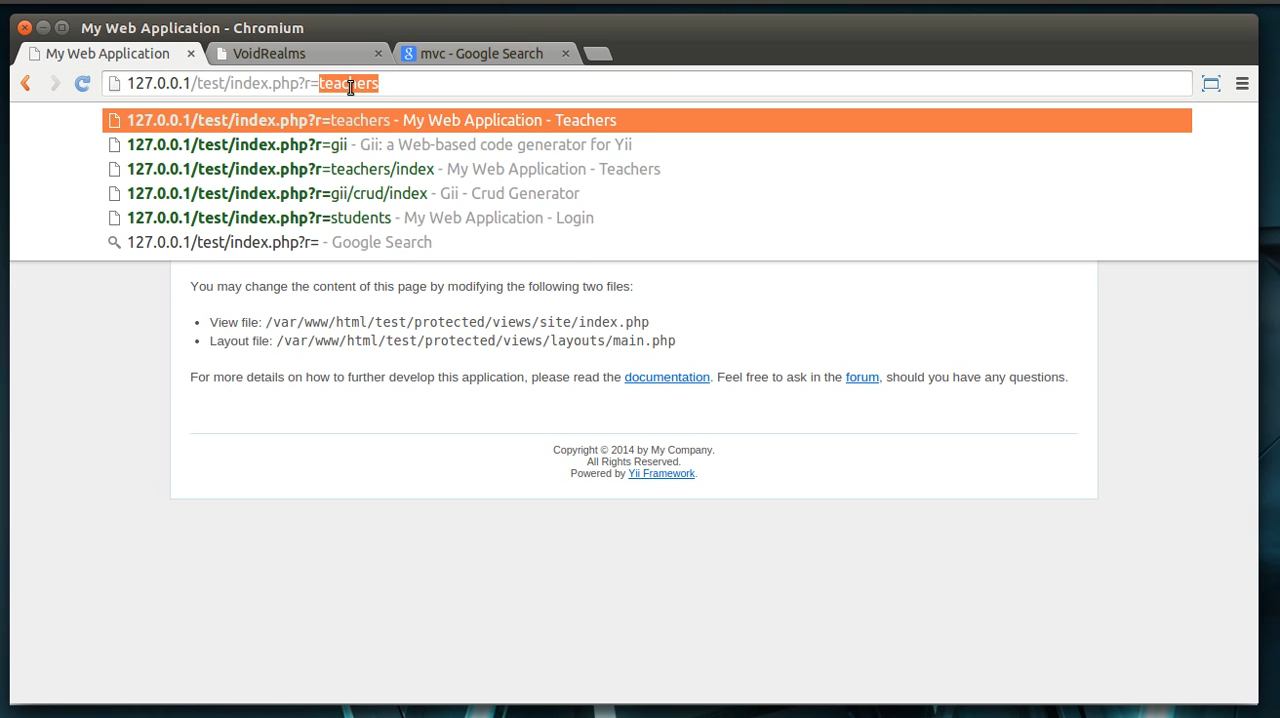 My Web Application - Chromium
My Web Application × VoidRealms × mvc - Google Search ×
127.0.0.1/test/index.php?r=teachers
127.0.0.1/test/index.php?r=teachers - My Web Application - Teachers
127.0.0.1/test/index.php?r=gii - Gii: a Web-based code generator for Yii
127.0.0.1/test/index.php?r=teachers/index - My Web Application - Teachers
127.0.0.1/test/index.php?r=gii/crud/index - Gii - Crud Generator
127.0.0.1/test/index.php?r=students - My Web Application - Login
127.0.0.1/test/index.php?r= - Google Search
You may change the content of this page by modifying the following two files:
• View file: /var/www/html/test/protected/views/site/index.php
• Layout file: /var/www/html/test/protected/views/layouts/main.php
For more details on how to further develop this application, please read the documentation. Feel free to ask in the forum, should you have any questions.
Copyright © 2014 by My Company.
All Rights Reserved.
Powered by Yii Framework.